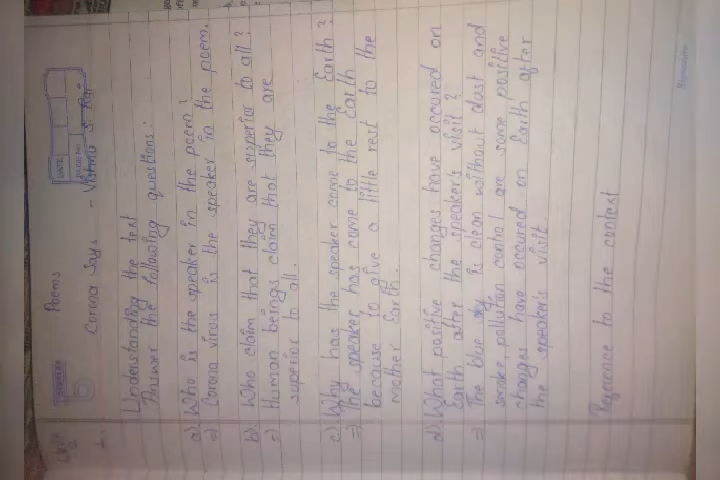 Poems
DATE
Corona Says - Vishnu S. Rai
Understanding the text
Answer the following questions:
a) Who is the speaker in the poem?
⇒ Corona virus is the speaker in the poem.
b) Who claim that they are superior to all?
⇒ Human beings claim that they are
superior to all.
c) Why has the speaker come to the Earth?
⇒ The speaker has come to the Earth
because to give a little rest to the
mother Earth.
d) What positive changes have occured on
Earth after the speaker's visit?
⇒ The blue sky is clean without dust and
smoke, pollution control are some positive
changes have occured on Earth after
the speaker's visit.
Reference to the context